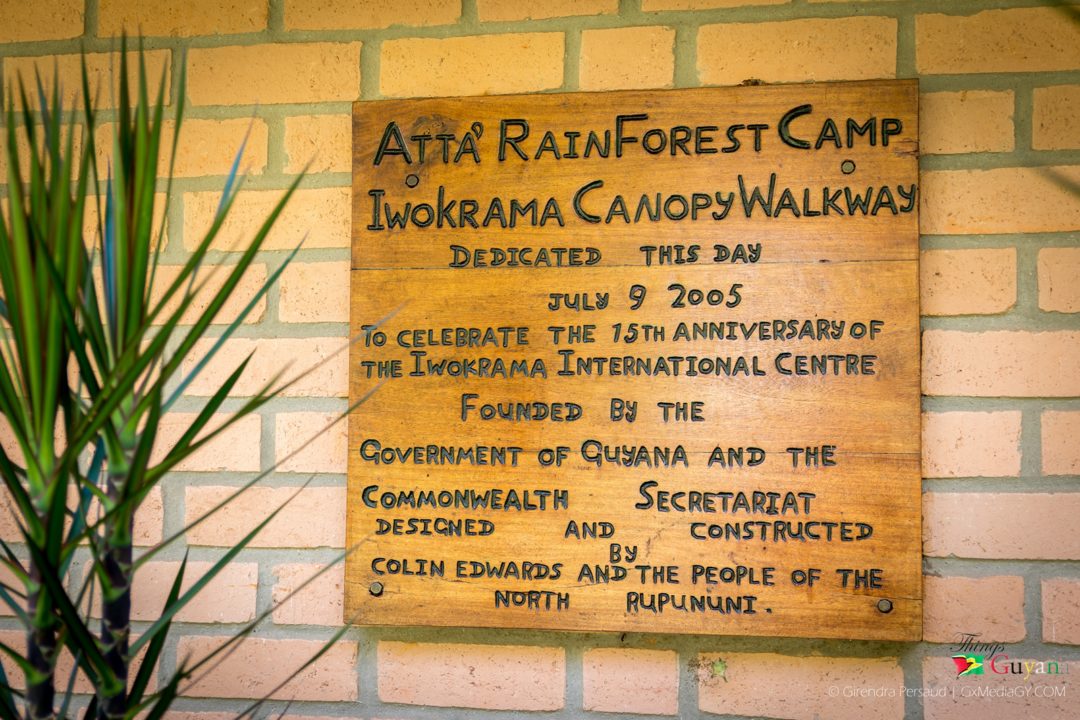 ATTA' RAINFOREST CAMP
IWOKRAMA CANOPY WALKWAY
DEDICATED THIS DAY
JULY 9 2005
TO CELEBRATE THE 15TH ANNIVERSARY OF
THE IWOKRAMA INTERNATIONAL CENTRE
FOUNDED BY THE
GOVERNMENT OF GUYANA AND THE
COMMONWEALTH SECRETARIAT
DESIGNED AND CONSTRUCTED
BY
COLIN EDWARDS AND THE PEOPLE OF THE
NORTH RUPUNUNI.
Things
Guyana
© Girendra Persaud | GxMediaGY.COM